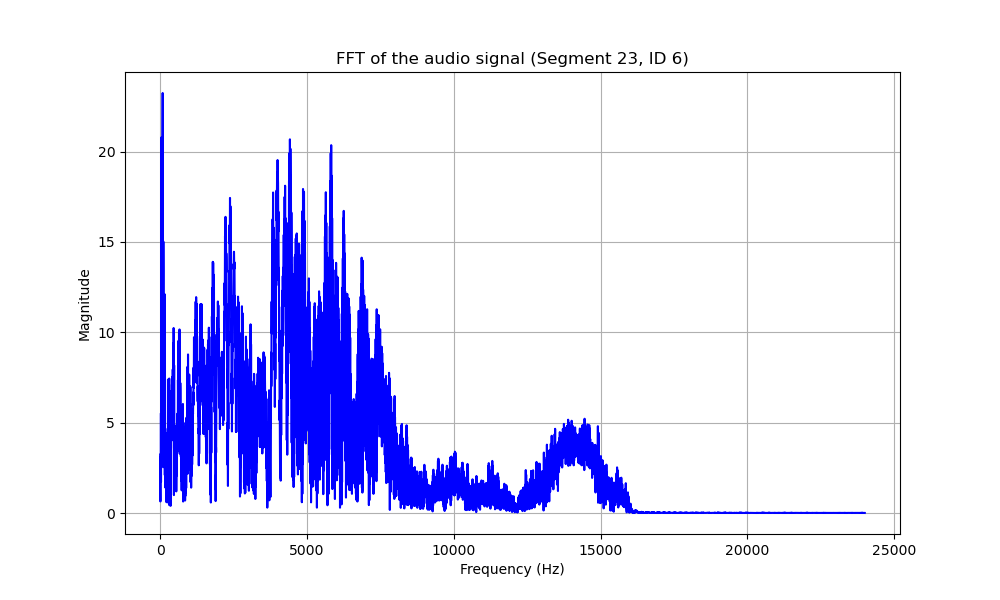 FFT of the audio signal (Segment 23, ID 6)
20
15
10
5
0
Magnitude
0 5000 10000 15000 20000 25000
Frequency (Hz)